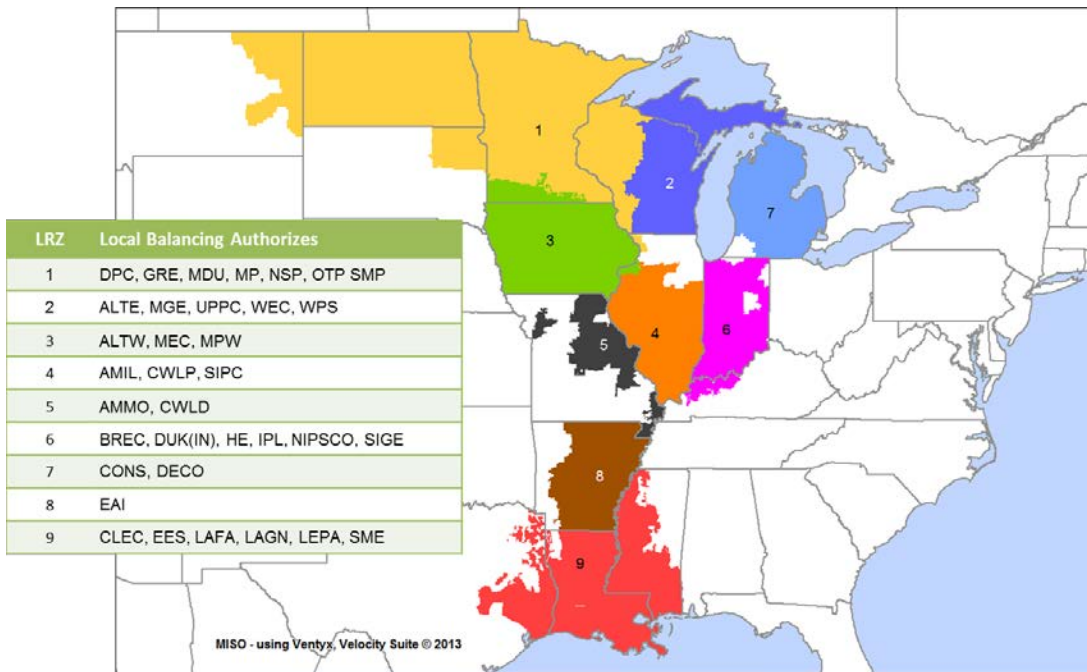 1
2
7
3
4
6
5
8
9
LRZ Local Balancing Authorizes
1 DPC, GRE, MDU, MP, NSP, OTP SMP
2 ALTE, MGE, UPPC, WEC, WPS
3 ALTW, MEC, MPW
4 AMIL, CWLP, SIPC
5 AMMO, CWLD
6 BREC, DUK(IN), HE, IPL, NIPSCO, SIGE
7 CONS, DECO
8 EAI
9 CLEC, EES, LAFA, LAGN, LEPA, SME
MISO - using Ventyx, Velocity Suite © 2013